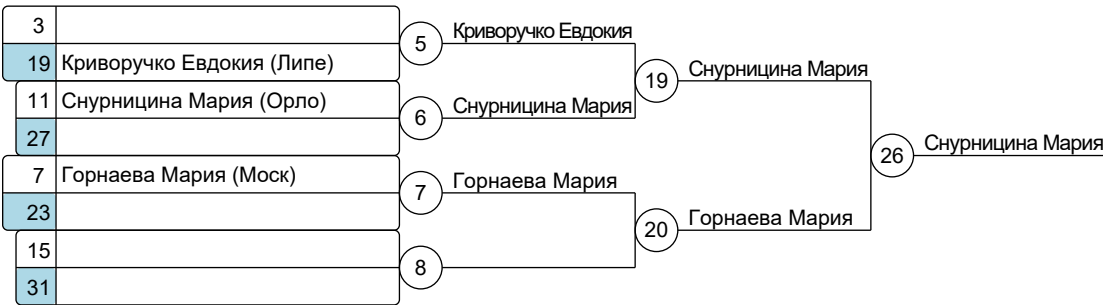 3
19 Криворучко Евдокия (Липе)
11 Снурницина Мария (Орло)
27
7 Горнаева Мария (Моск)
23
15
31
5
6
7
8
Криворучко Евдокия
Снурницина Мария
Горнаева Мария
19
20
Снурницина Мария
Горнаева Мария
26
Снурницина Мария